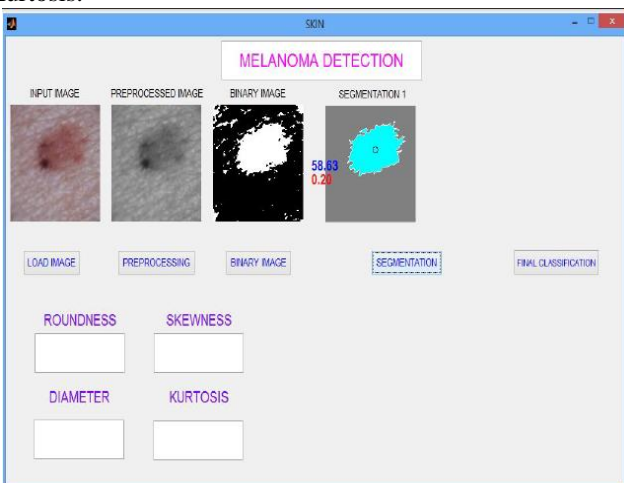 SKIN
MELANOMA DETECTION
INPUT IMAGE PREPROCESSED IMAGE BINARY IMAGE SEGMENTATION 1
58.63
0.20
LOAD IMAGE PREPROCESSING BINARY IMAGE SEGMENTATION FINAL CLASSIFICATION
ROUNDNESS SKEWNESS
DIAMETER KURTOSIS